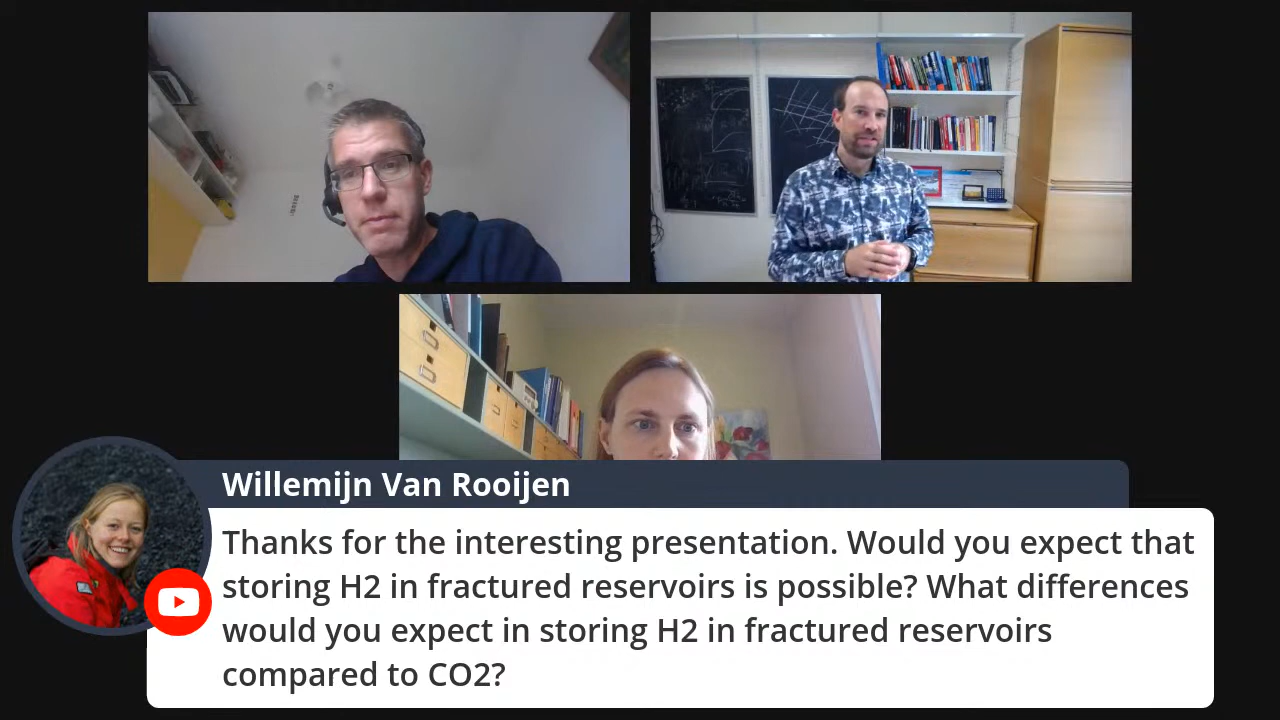 Willemijn Van Rooijen
Thanks for the interesting presentation. Would you expect that
storing H2 in fractured reservoirs is possible? What differences
would you expect in storing H2 in fractured reservoirs
compared to CO2?